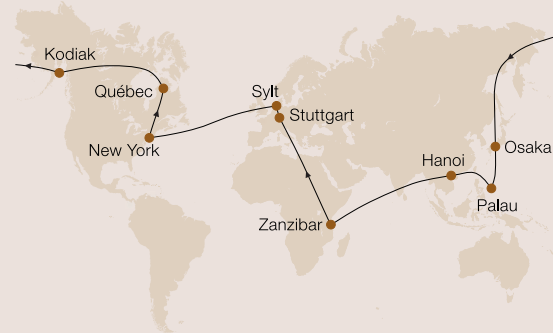 Kodiak
Québec
New York
Sylt
Stuttgart
Zanzibar
Hanoi
Osaka
Palau